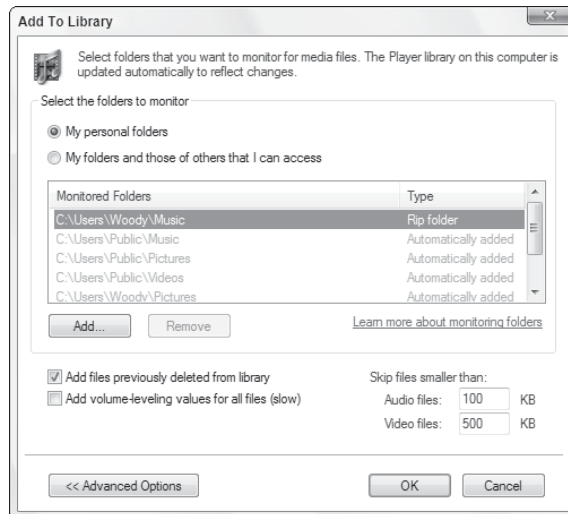 Add To Library
Select folders that you want to monitor for media files. The Player library on this computer is
updated automatically to reflect changes.
Select the folders to monitor
My personal folders
My folders and those of others that I can access
Monitored Folders Type
C:\Users\Woody\Music Rip folder
C:\Users\Public\Music Automatically added
C:\Users\Public\Pictures Automatically added
C:\Users\Public\Videos Automatically added
C:\Users\Woody\Pictures Automatically added
Add... Remove Learn more about monitoring folders
Add files previously deleted from library Skip files smaller than:
Add volume-leveling values for all files (slow) Audio files: 100 KB
Video files: 500 KB
<< Advanced Options OK Cancel